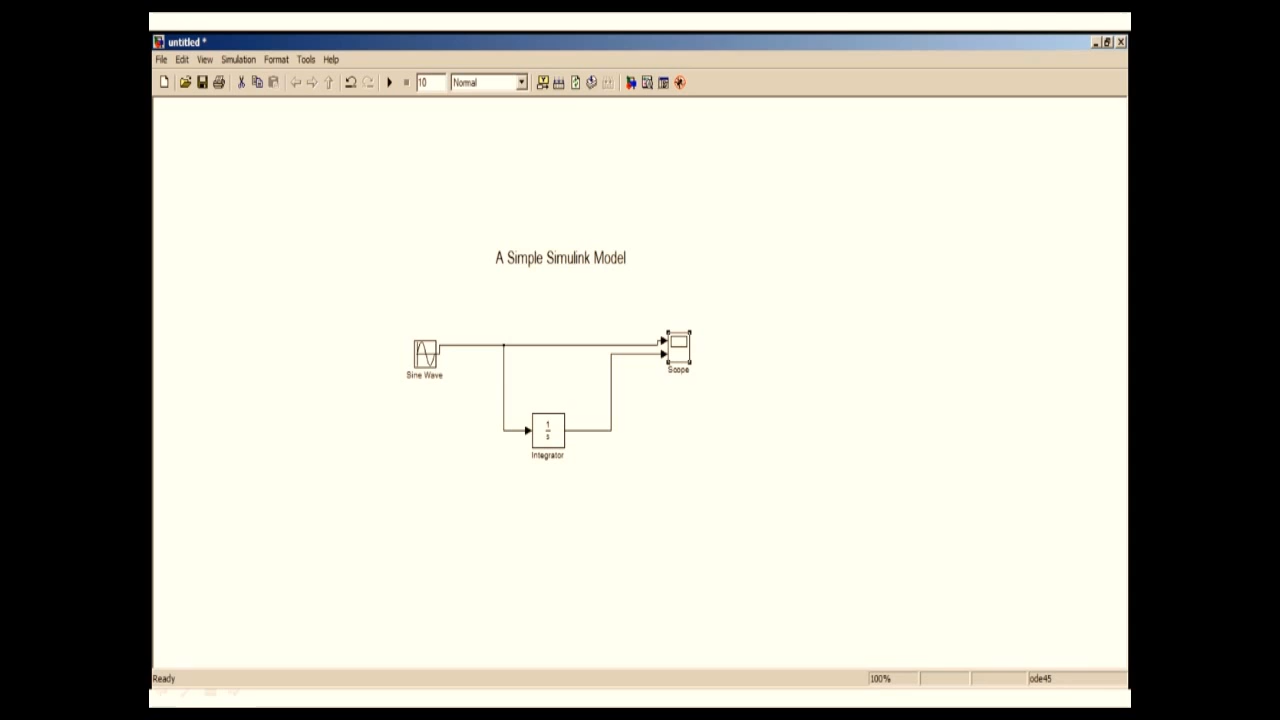 untitled *
File Edit View Simulation Format Tools Help
10 Normal
A Simple Simulink Model
Sine Wave
Scope
1
s
Integrator
Ready 100% ode45